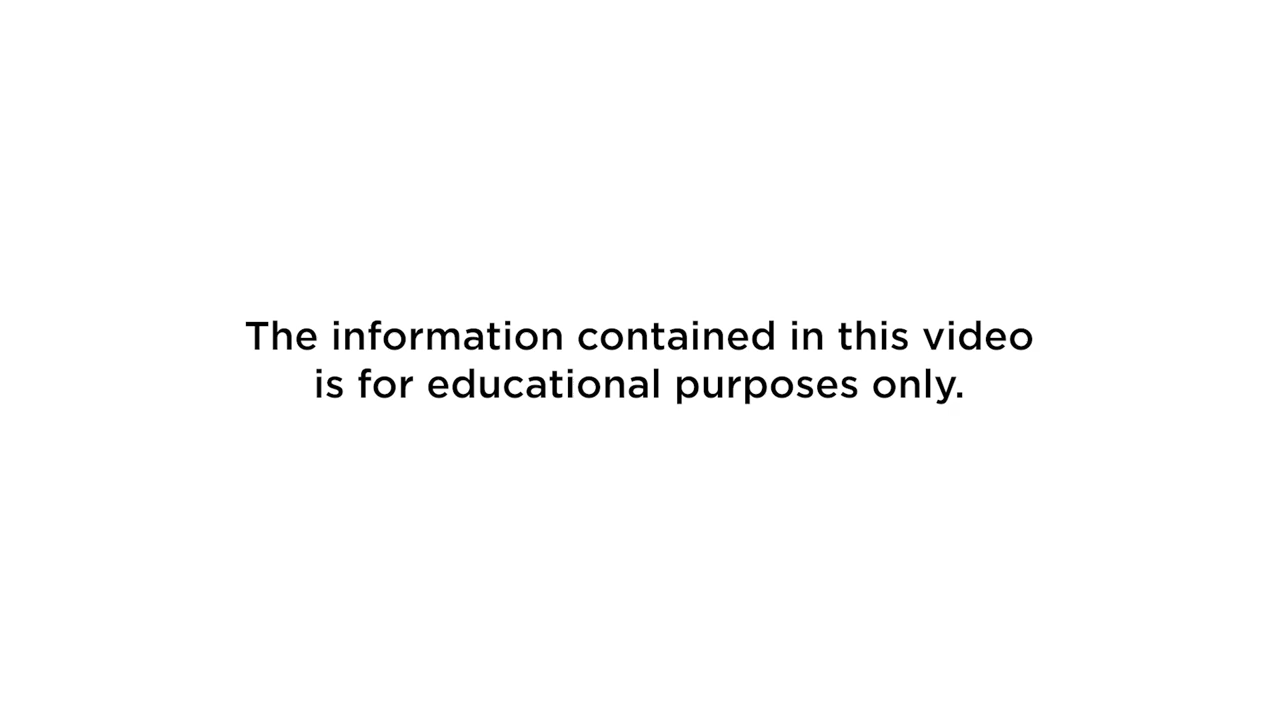 The information contained in this video
is for educational purposes only.